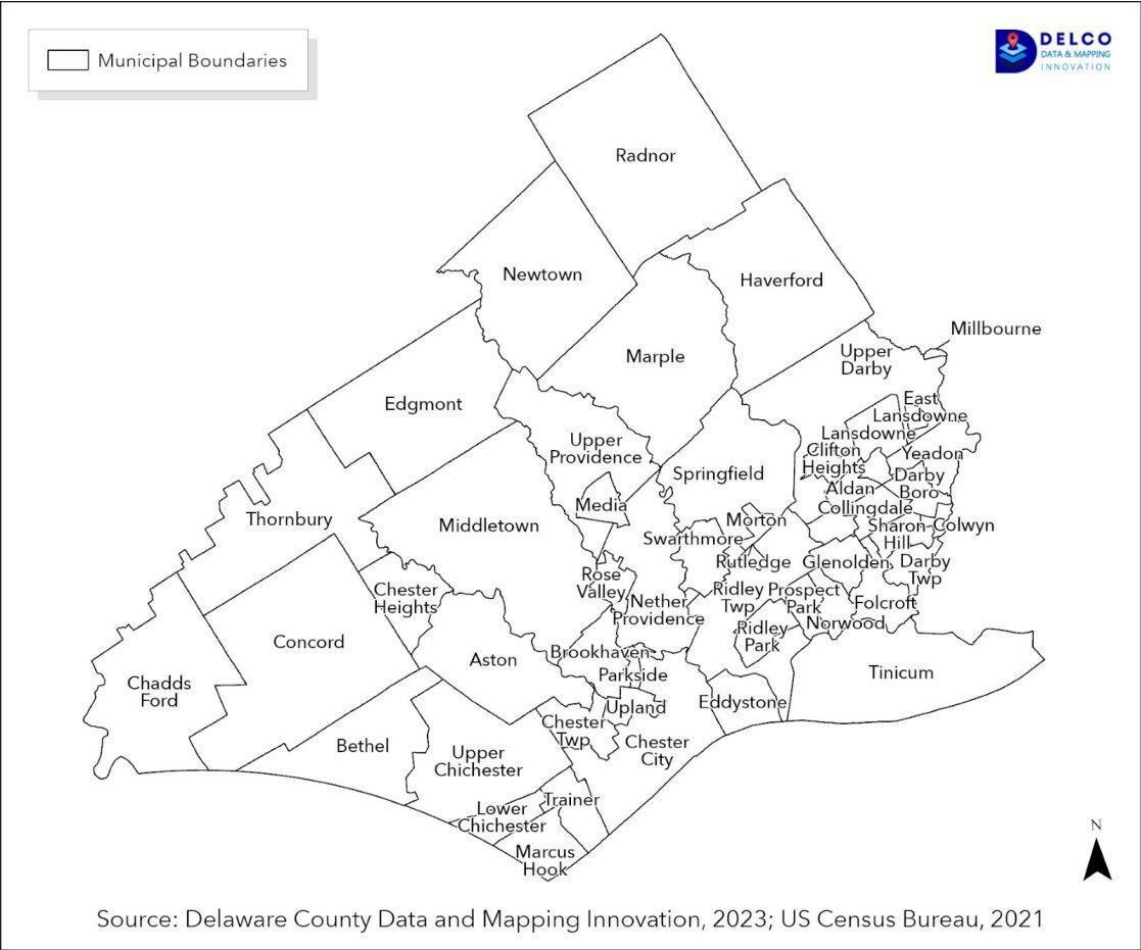 Municipal Boundaries
DELCO
DATA & MAPPING
INNOVATION
Radnor
Newtown
Haverford
Millbourne
Marple
Upper
Darby
Edgmont
East
Lansdowne
Lansdowne
Upper
Providence
Clifton
Heights
Yeadon
Springfield
Darby
Boro
Aldan
Media
Collingdale
Thornbury
Middletown
Morton
Sharon
Hill
Colwyn
Swarthmore
Rutledge
Glenolden
Darby
Twp
Rose
Valley
Chester
Heights
Ridley
Twp
Prospect
Park
Nether
Providence
Folcroft
Norwood
Ridley
Park
Concord
Brookhaven
Aston
Parkside
Tinicum
Chadds
Ford
Upland
Eddystone
Chester
Twp
Bethel
Upper
Chichester
Chester
City
Trainer
Lower
Chichester
Marcus
Hook
N
Source: Delaware County Data and Mapping Innovation, 2023; US Census Bureau, 2021